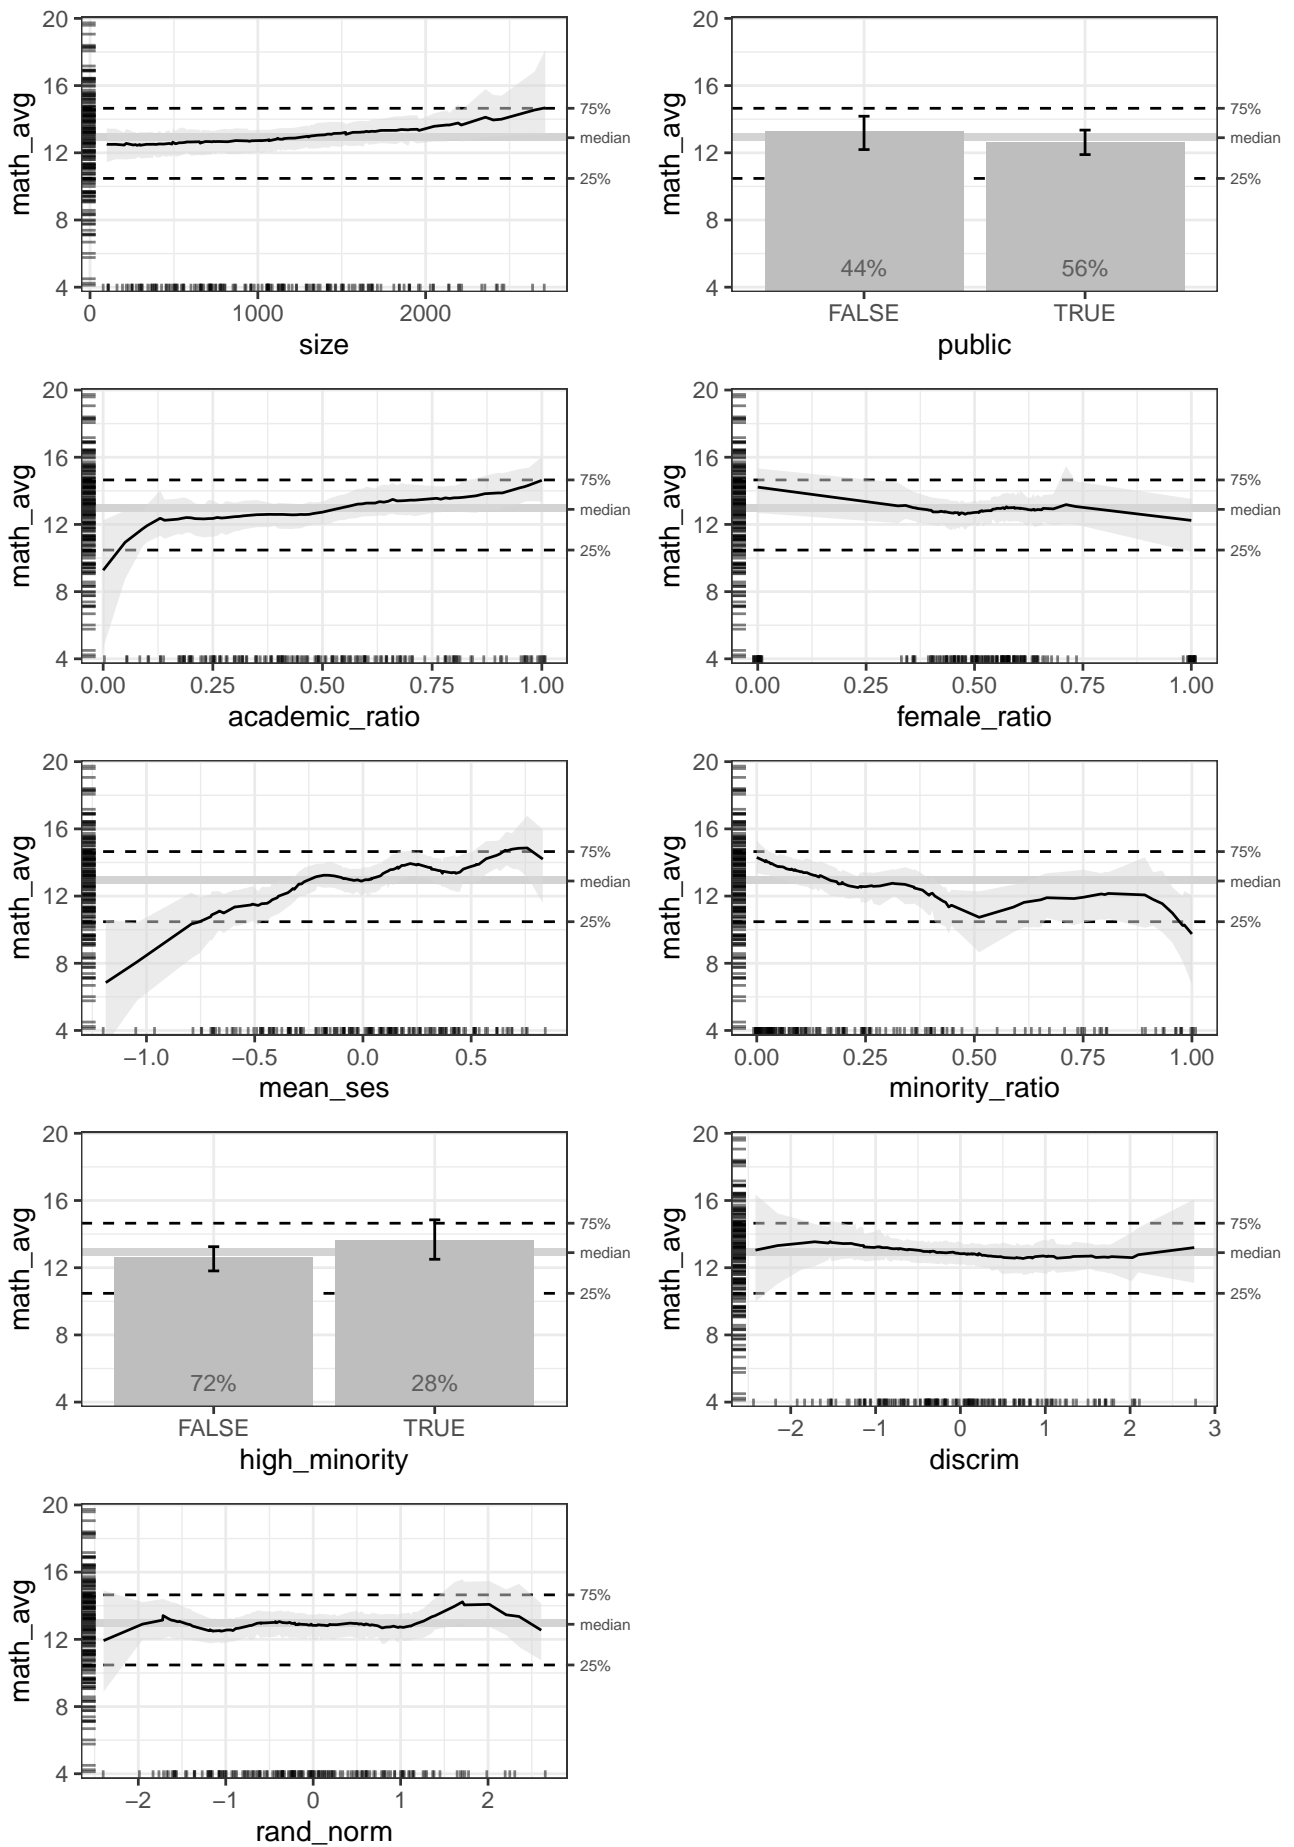 20
16
12
8
4
math_avg
75%
median
25%
0 1000 2000
size
20
16
12
8
4
math_avg
75%
median
25%
44% 56%
FALSE TRUE
public
20
16
12
8
4
math_avg
75%
median
25%
0.00 0.25 0.50 0.75 1.00
academic_ratio
20
16
12
8
4
math_avg
75%
median
25%
0.00 0.25 0.50 0.75 1.00
female_ratio
20
16
12
8
4
math_avg
75%
median
25%
−1.0 −0.5 0.0 0.5
mean_ses
20
16
12
8
4
math_avg
75%
median
25%
0.00 0.25 0.50 0.75 1.00
minority_ratio
20
16
12
8
4
math_avg
75%
median
25%
72% 28%
FALSE TRUE
high_minority
20
16
12
8
4
math_avg
75%
median
25%
−2 −1 0 1 2 3
discrim
20
16
12
8
4
math_avg
75%
median
25%
−2 −1 0 1 2
rand_norm